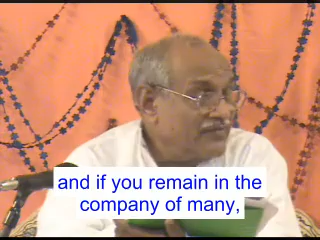 and if you remain in the
company of many,